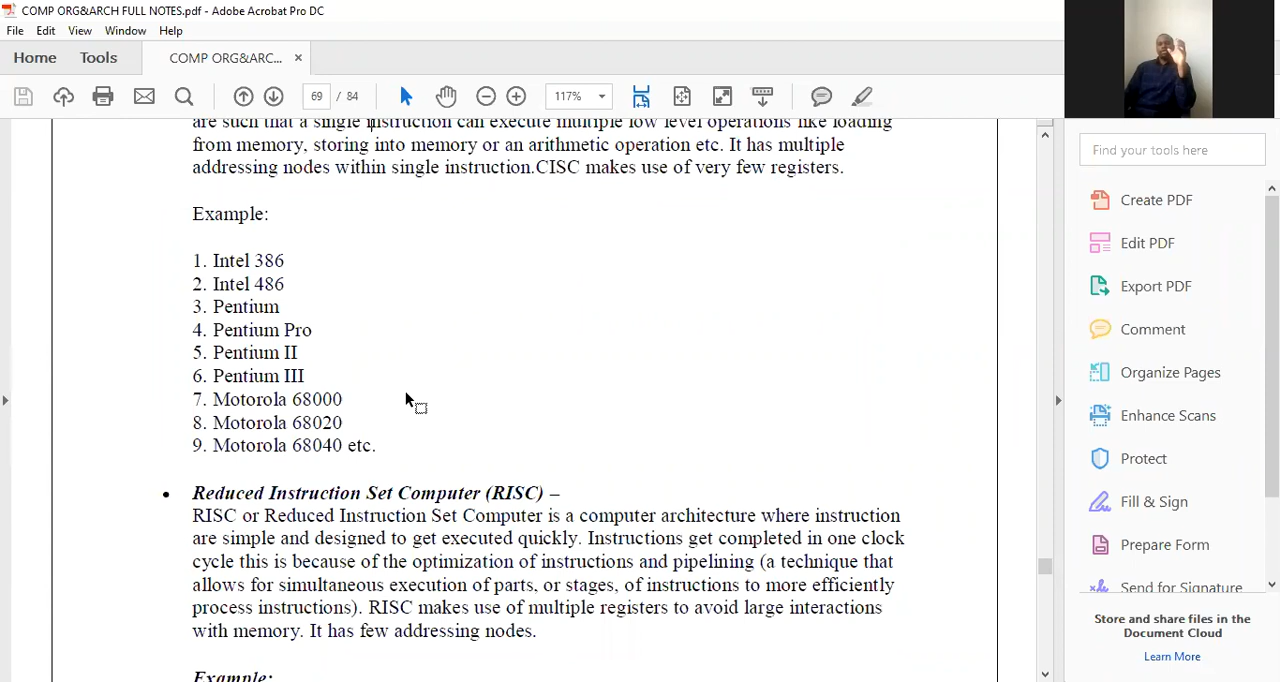 COMP ORG&ARCH FULL NOTES.pdf - Adobe Acrobat Pro DC
File Edit View Window Help
Home Tools COMP ORG&ARC... ×
69 / 84 117%
are such that a single instruction can execute multiple low level operations like loading
from memory, storing into memory or an arithmetic operation etc. It has multiple
addressing nodes within single instruction.CISC makes use of very few registers.
Example:
1. Intel 386
2. Intel 486
3. Pentium
4. Pentium Pro
5. Pentium II
6. Pentium III
7. Motorola 68000
8. Motorola 68020
9. Motorola 68040 etc.
• Reduced Instruction Set Computer (RISC) –
RISC or Reduced Instruction Set Computer is a computer architecture where instruction
are simple and designed to get executed quickly. Instructions get completed in one clock
cycle this is because of the optimization of instructions and pipelining (a technique that
allows for simultaneous execution of parts, or stages, of instructions to more efficiently
process instructions). RISC makes use of multiple registers to avoid large interactions
with memory. It has few addressing nodes.
Example:
Find your tools here
Create PDF
Edit PDF
Export PDF
Comment
Organize Pages
Enhance Scans
Protect
Fill & Sign
Prepare Form
Send for Signature
Store and share files in the
Document Cloud
Learn More